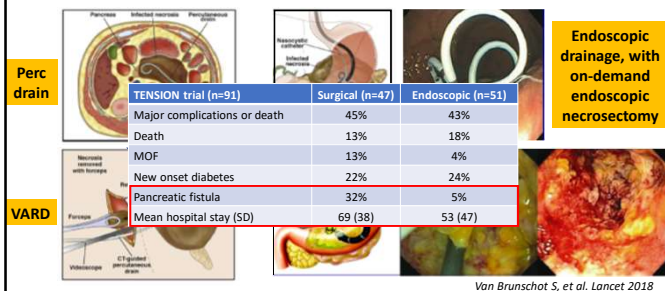 Pancreas
Infected necrosis
Percutaneous drain
Perc
drain
Nasocystic
catheter
Infected
necrosis
Endoscopic
drainage, with
on-demand
endoscopic
necrosectomy
TENSION trial (n=91) Surgical (n=47) Endoscopic (n=51)
Major complications or death 45% 43%
Death 13% 18%
MOF 13% 4%
New onset diabetes 22% 24%
Pancreatic fistula 32% 5%
Mean hospital stay (SD) 69 (38) 53 (47)
VARD
Necrosis
removed
with forceps
Forceps
Videoscope
CT-guided
percutaneous
drain
Van Brunschot S, et al. Lancet 2018